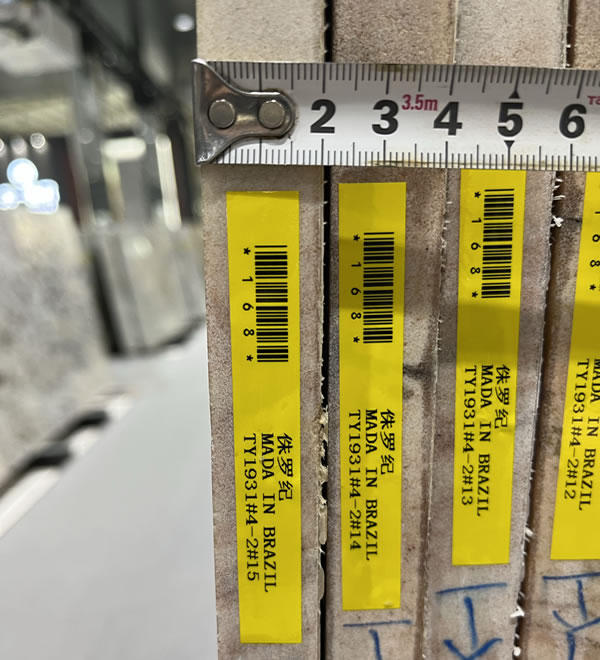 2 3 3.5m 4 5 6
*168*
侏罗纪
MADA IN BRAZIL
TY1931#4-2#15
*168*
侏罗纪
MADA IN BRAZIL
TY1931#4-2#14
*168*
侏罗纪
MADA IN BRAZIL
TY1931#4-2#13
168*
MADA IN BRAZIL
TY1931#4-2#12